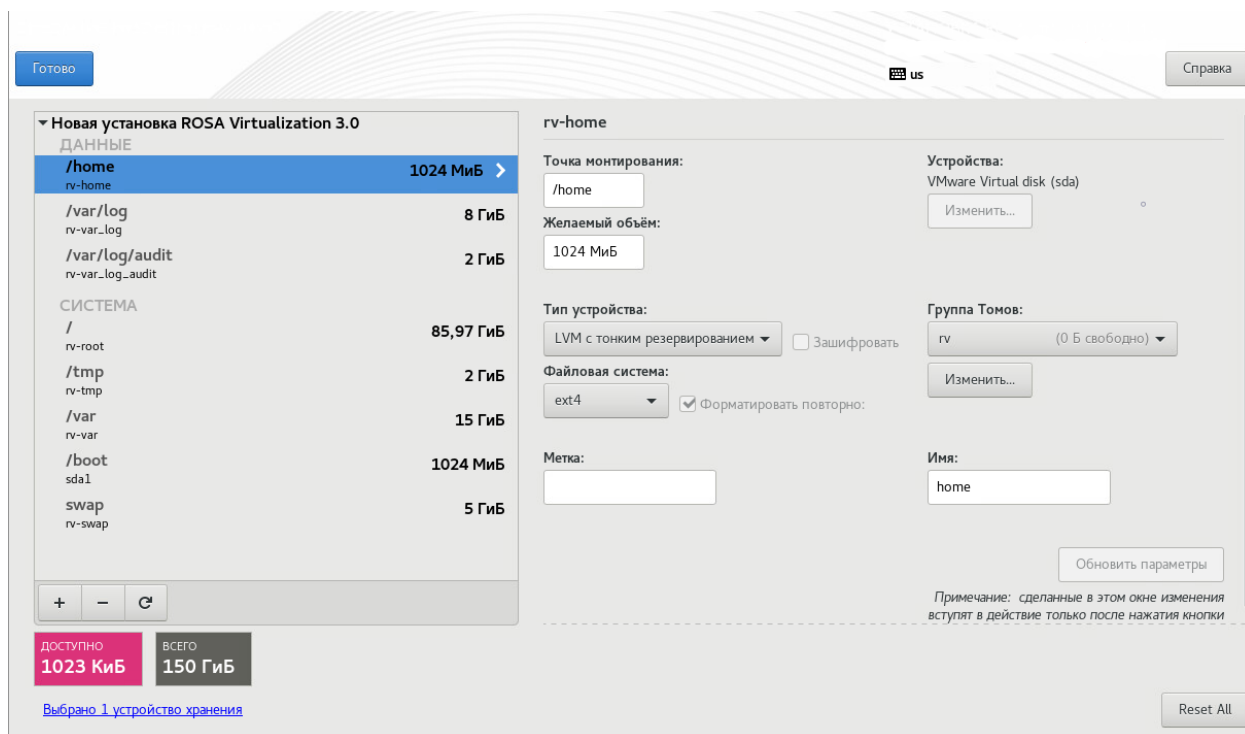 Готово
us
Справка
Новая установка ROSA Virtualization 3.0
ДАННЫЕ
/home 1024 МиБ
rv-home
/var/log 8 ГиБ
rv-var_log
/var/log/audit 2 ГиБ
rv-var_log_audit
СИСТЕМА
/ 85,97 ГиБ
rv-root
/tmp 2 ГиБ
rv-tmp
/var 15 ГиБ
rv-var
/boot 1024 МиБ
sda1
swap 5 ГиБ
rv-swap
+ − 
ДОСТУПНО
1023 КиБ
ВСЕГО
150 ГиБ
Выбрано 1 устройство хранения
rv-home
Точка монтирования:
/home
Желаемый объём:
1024 МиБ
Устройства:
VMware Virtual disk (sda)
Изменить...
Тип устройства:
LVM с тонким резервированием
Зашифровать
Группа Томов:
rv (0 Б свободно)
Изменить...
Файловая система:
ext4
Форматировать повторно:
Метка:
Имя:
home
Обновить параметры
Примечание: сделанные в этом окне изменения
вступят в действие только после нажатия кнопки
Reset All